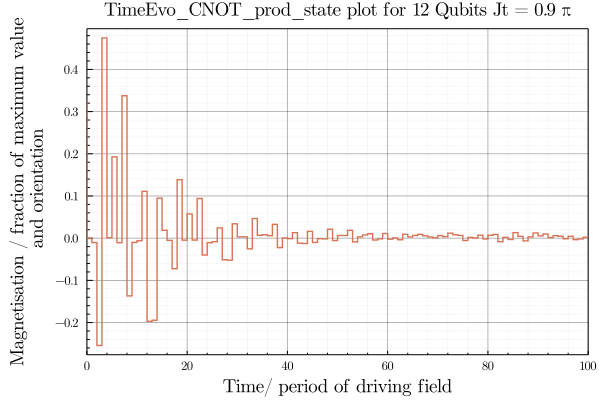 TimeEvo_CNOT_prod_state plot for 12 Qubits Jt = 0.9 π
Magnetisation / fraction of maximum value
and orientation
0.4
0.3
0.2
0.1
0.0
−0.1
−0.2
0 20 40 60 80 100
Time/ period of driving field